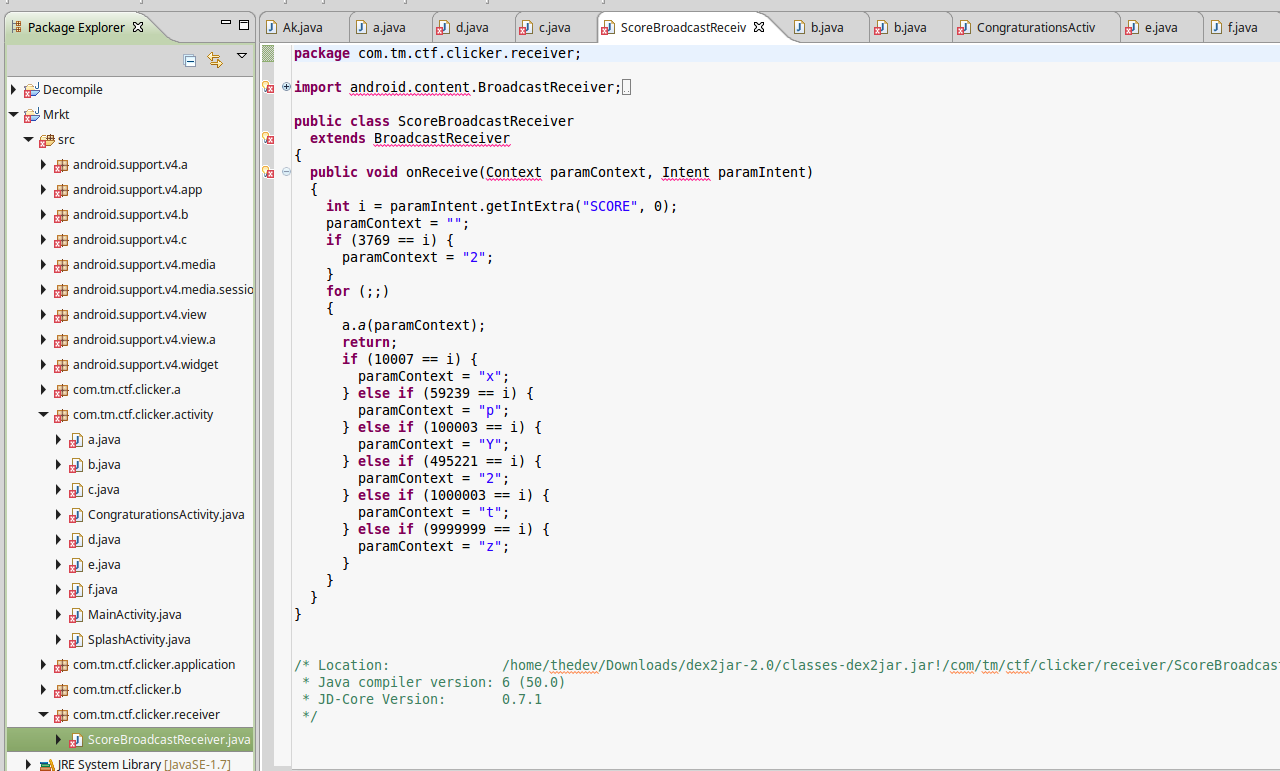 Package Explorer
Decompile
Mrkt
src
android.support.v4.a
android.support.v4.app
android.support.v4.b
android.support.v4.c
android.support.v4.media
android.support.v4.media.sessio
android.support.v4.view
android.support.v4.view.a
android.support.v4.widget
com.tm.ctf.clicker.a
com.tm.ctf.clicker.activity
a.java
b.java
c.java
CongraturationsActivity.java
d.java
e.java
f.java
MainActivity.java
SplashActivity.java
com.tm.ctf.clicker.application
com.tm.ctf.clicker.b
com.tm.ctf.clicker.receiver
ScoreBroadcastReceiver.java
JRE System Library [JavaSE-1.7]
Ak.java a.java d.java c.java ScoreBroadcastReceiv b.java b.java CongraturationsActiv e.java f.java
package com.tm.ctf.clicker.receiver;
import android.content.BroadcastReceiver;
public class ScoreBroadcastReceiver
extends BroadcastReceiver
{
public void onReceive(Context paramContext, Intent paramIntent)
{
int i = paramIntent.getIntExtra("SCORE", 0);
paramContext = "";
if (3769 == i) {
paramContext = "2";
}
for (;;)
{
a.a(paramContext);
return;
if (10007 == i) {
paramContext = "x";
} else if (59239 == i) {
paramContext = "p";
} else if (100003 == i) {
paramContext = "Y";
} else if (495221 == i) {
paramContext = "2";
} else if (1000003 == i) {
paramContext = "t";
} else if (9999999 == i) {
paramContext = "z";
}
}
}
}
/* Location: /home/thedev/Downloads/dex2jar-2.0/classes-dex2jar.jar!/com/tm/ctf/clicker/receiver/ScoreBroadcas
* Java compiler version: 6 (50.0)
* JD-Core Version: 0.7.1
*/